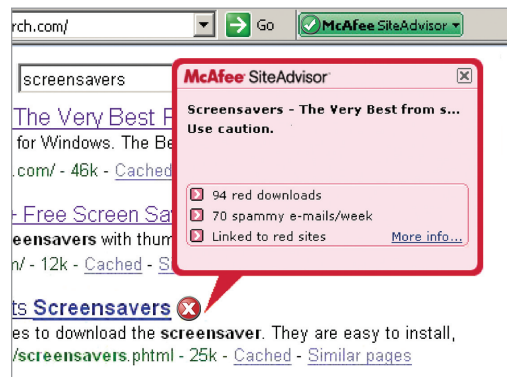 rch.com/ Go McAfee SiteAdvisor
screensavers
McAfee SiteAdvisor
Screensavers - The Very Best from s...
Use caution.
94 red downloads
70 spammy e-mails/week
Linked to red sites More info...
The Very Best
for Windows. The Be
.com/ - 46k - Cached
Free Screen Sa
eensavers with thum
n/ - 12k - Cached - S
ts Screensavers
es to download the screensaver. They are easy to install,
/screensavers.phtml - 25k - Cached - Similar pages